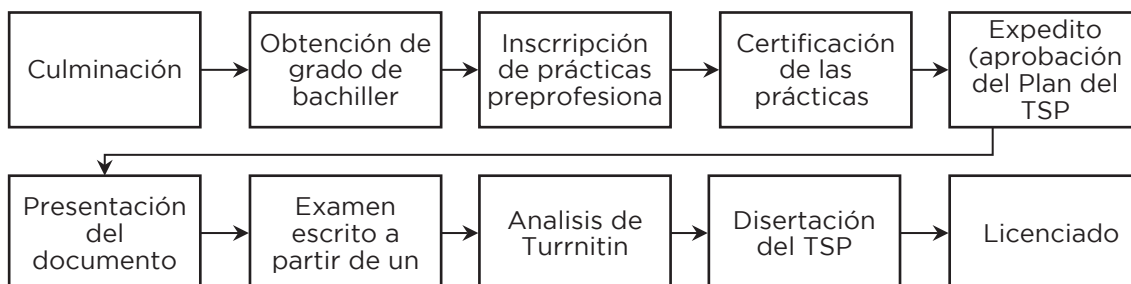 Culminación
Obtención de
grado de
bachiller
Inscrripción
de prácticas
preprofesiona
Certificación
de las
prácticas
Expedito
(aprobación
del Plan del
TSP
Presentación
del
documento
Examen
escrito a
partir de un
Analisis de
Turrnitin
Disertación
del TSP
Licenciado